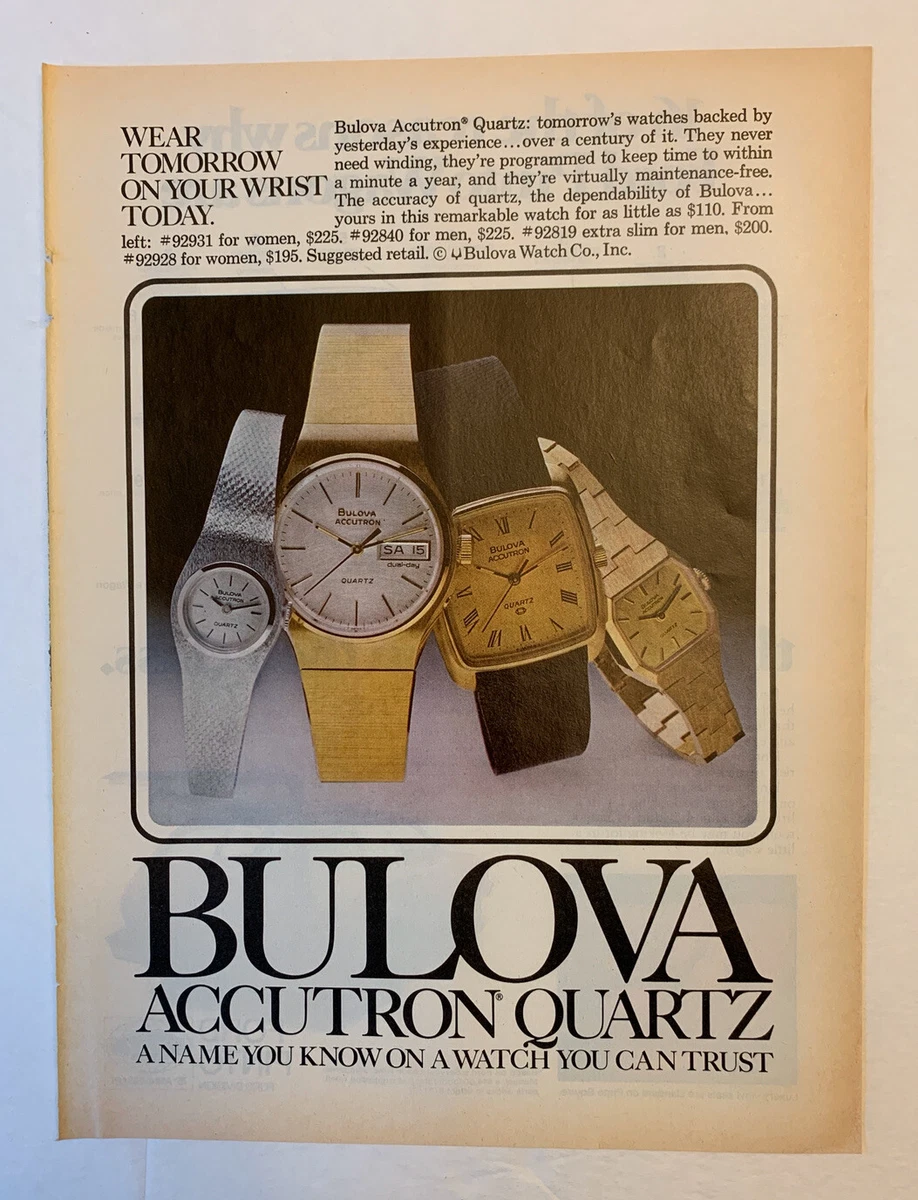 WEAR
TOMORROW
ON YOUR WRIST
TODAY.
Bulova Accutron® Quartz: tomorrow's watches backed by
yesterday's experience...over a century of it. They never
need winding, they're programmed to keep time to within
a minute a year, and they're virtually maintenance-free.
The accuracy of quartz, the dependability of Bulova...
yours in this remarkable watch for as little as $110. From
left: #92931 for women, $225. #92840 for men, $225. #92819 extra slim for men, $200.
#92928 for women, $195. Suggested retail. © Bulova Watch Co., Inc.
BULOVA
ACCUTRON
QUARTZ
BULOVA
ACCUTRON
SA 15
dual-day
QUARTZ
BULOVA
ACCUTRON
QUARTZ
QUARTZ
BULOVA
ACCUTRON® QUARTZ
A NAME YOU KNOW ON A WATCH YOU CAN TRUST